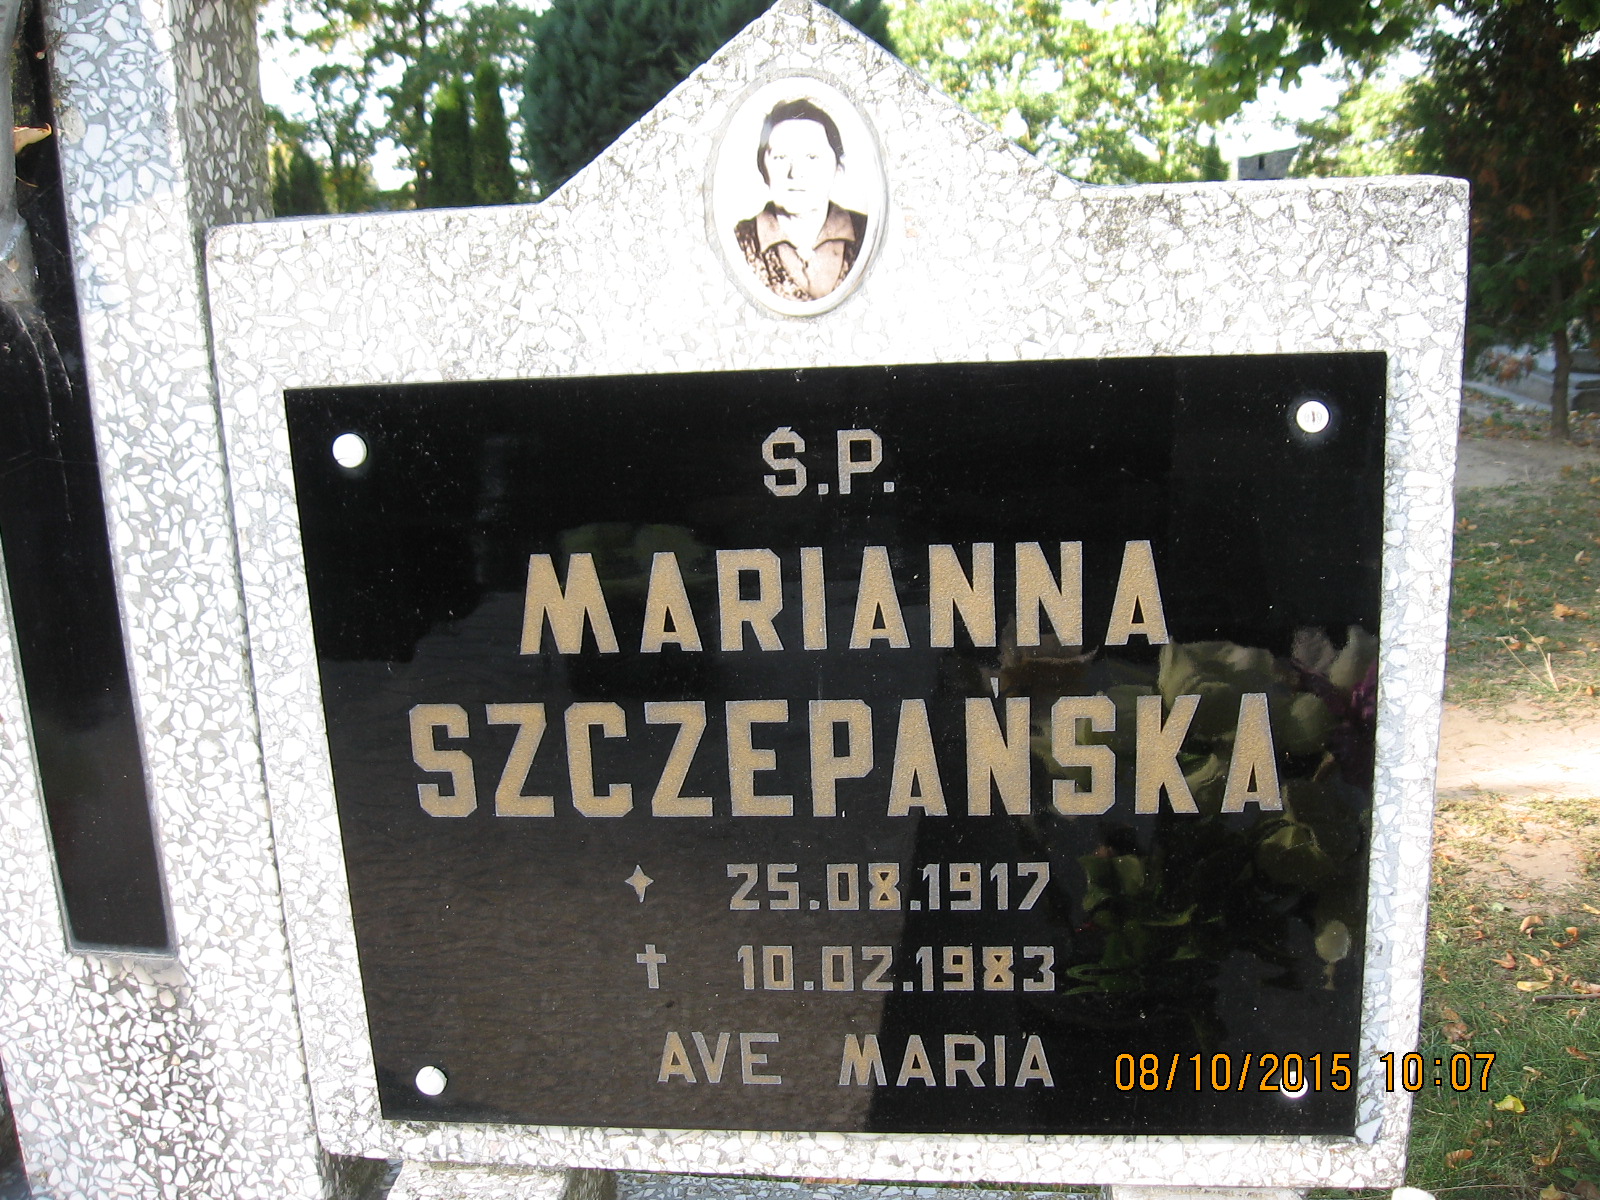 Ś.P.
MARIANNA
SZCZEPAŃSKA
✦ 25.08.1917
✝ 10.02.1983
AVE MARIA
08/10/2015 10:07